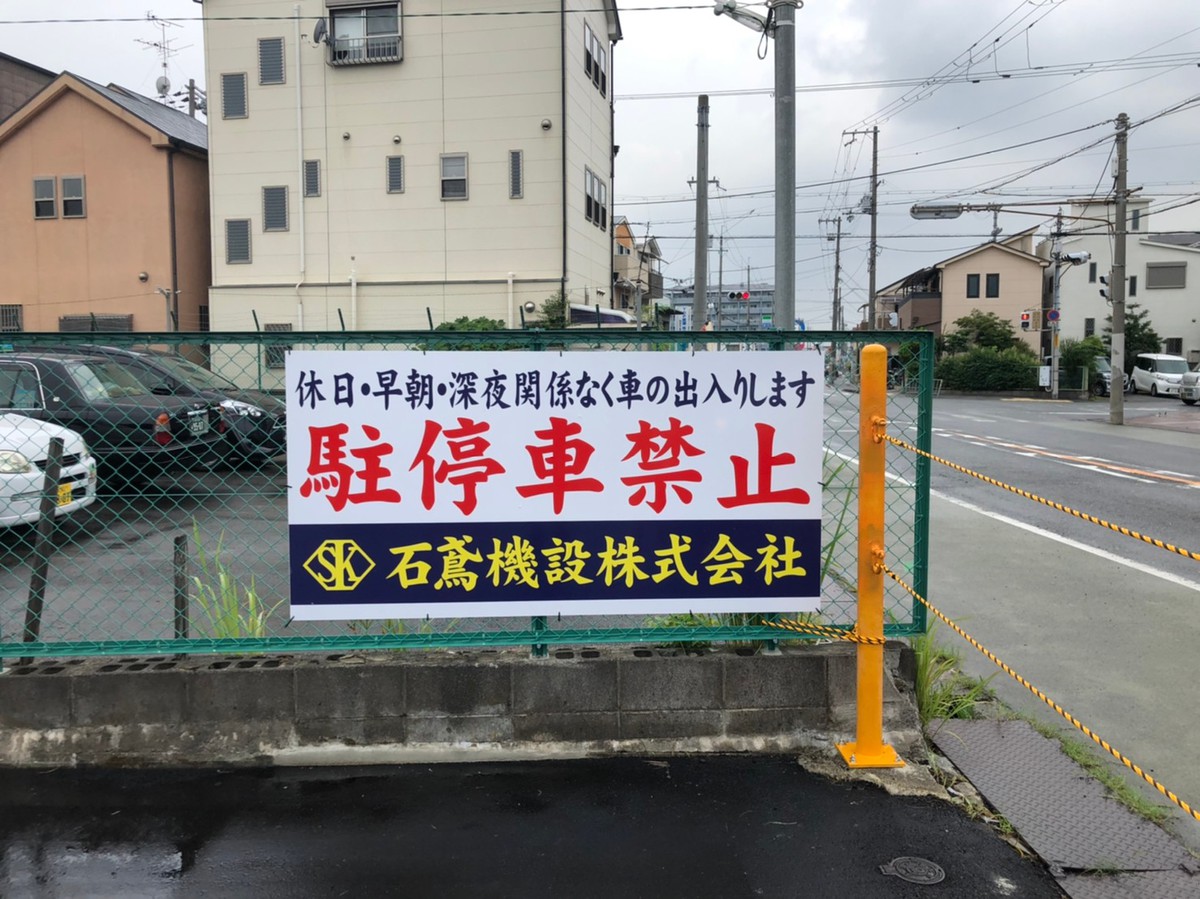 休日・早朝・深夜関係なく車の出入りします
駐停車禁止
SK 石鳶機設株式会社